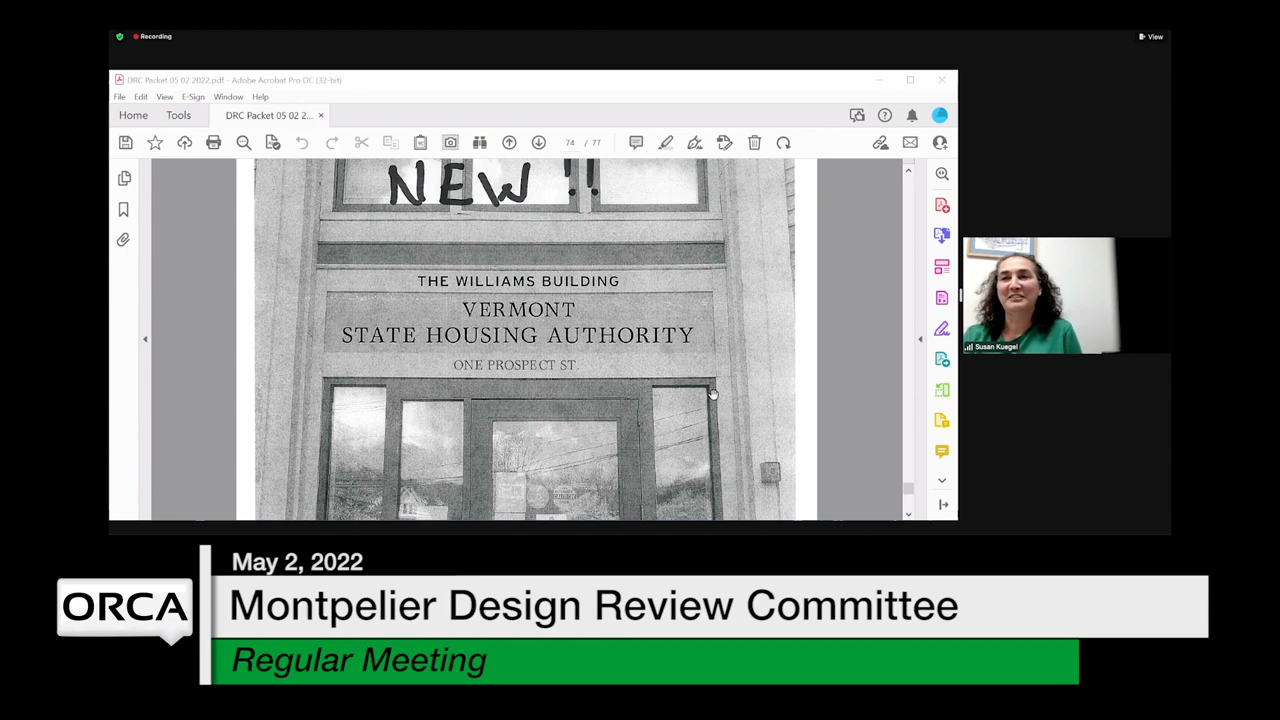 Recording
View
DRC Packet 05 02 2022.pdf - Adobe Acrobat Pro DC (32-bit)
File Edit View E-Sign Window Help
Home Tools DRC Packet 05 02 2... ×
74 / 77
NEW!!
THE WILLIAMS BUILDING
VERMONT
STATE HOUSING AUTHORITY
ONE PROSPECT ST.
Susan Kuegel
May 2, 2022
ORCA
Montpelier Design Review Committee
Regular Meeting